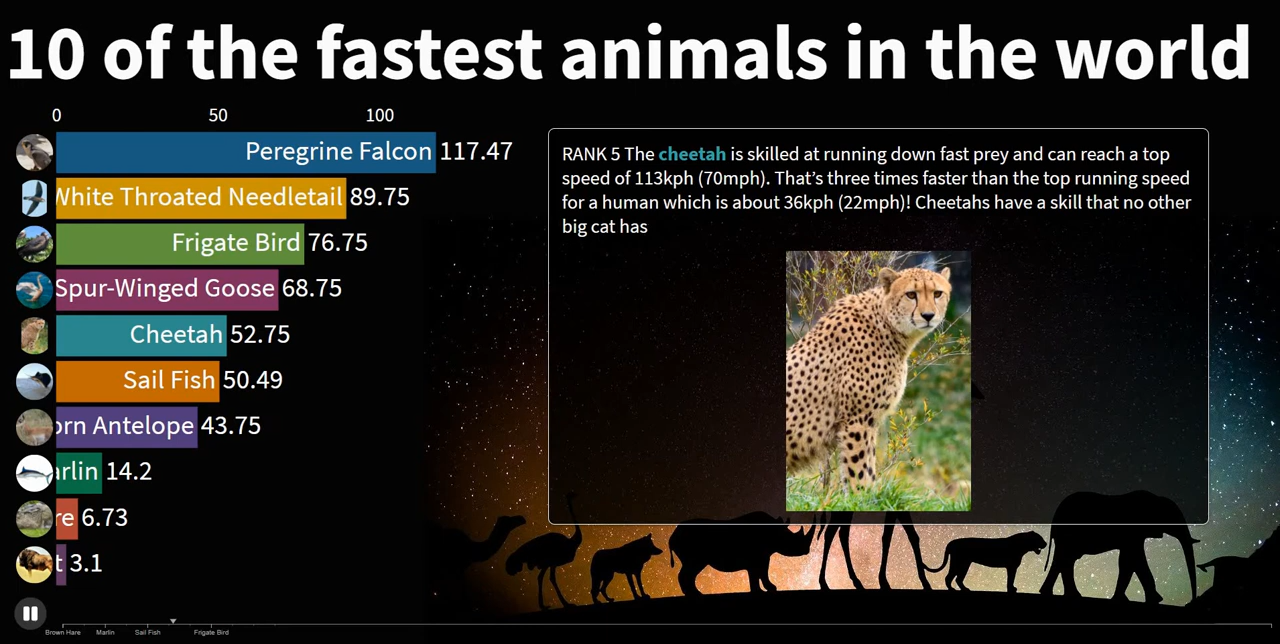 10 of the fastest animals in the world
0 50 100
Peregrine Falcon 117.47
White Throated Needletail 89.75
Frigate Bird 76.75
Spur-Winged Goose 68.75
Cheetah 52.75
Sail Fish 50.49
orn Antelope 43.75
arlin 14.2
re 6.73
t 3.1
RANK 5 The cheetah is skilled at running down fast prey and can reach a top
speed of 113kph (70mph). That’s three times faster than the top running speed
for a human which is about 36kph (22mph)! Cheetahs have a skill that no other
big cat has
Brown Hare Marlin Sail Fish Frigate Bird